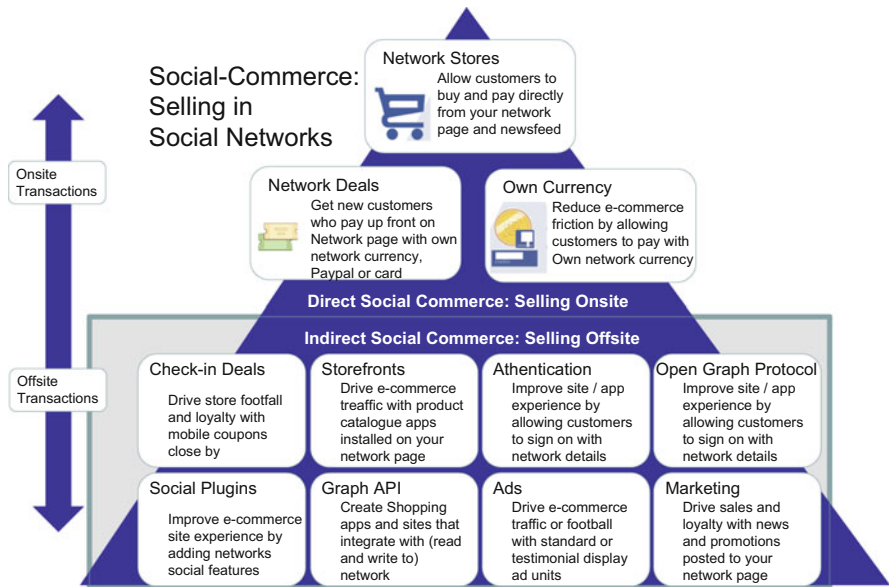 Social-Commerce:
Selling in
Social Networks
Network Stores
Allow customers to
buy and pay directly
from your network
page and newsfeed
Onsite
Transactions
Network Deals
Get new customers
who pay up front on
Network page with own
network currency,
Paypal or card
Own Currency
Reduce e-commerce
friction by allowing
customers to pay with
Own network currency
Direct Social Commerce: Selling Onsite
Indirect Social Commerce: Selling Offsite
Offsite
Transactions
Check-in Deals
Drive store footfall
and loyalty with
mobile coupons
close by
Storefronts
Drive e-commerce
treaffic with product
catalogue apps
installed on your
network page
Athentication
Improve site / app
experience by
allowing customers
to sign on with
network details
Open Graph Protocol
Improve site / app
experience by
allowing customers
to sign on with
network details
Social Plugins
Improve e-commerce
site experience by
adding networks
social features
Graph API
Create Shopping
apps and sites that
integrate with (read
and write to)
network
Ads
Drive e-commerce
traffic or football
with standard or
testimonial display
ad units
Marketing
Drive sales and
loyalty with news
and promotions
posted to your
network page